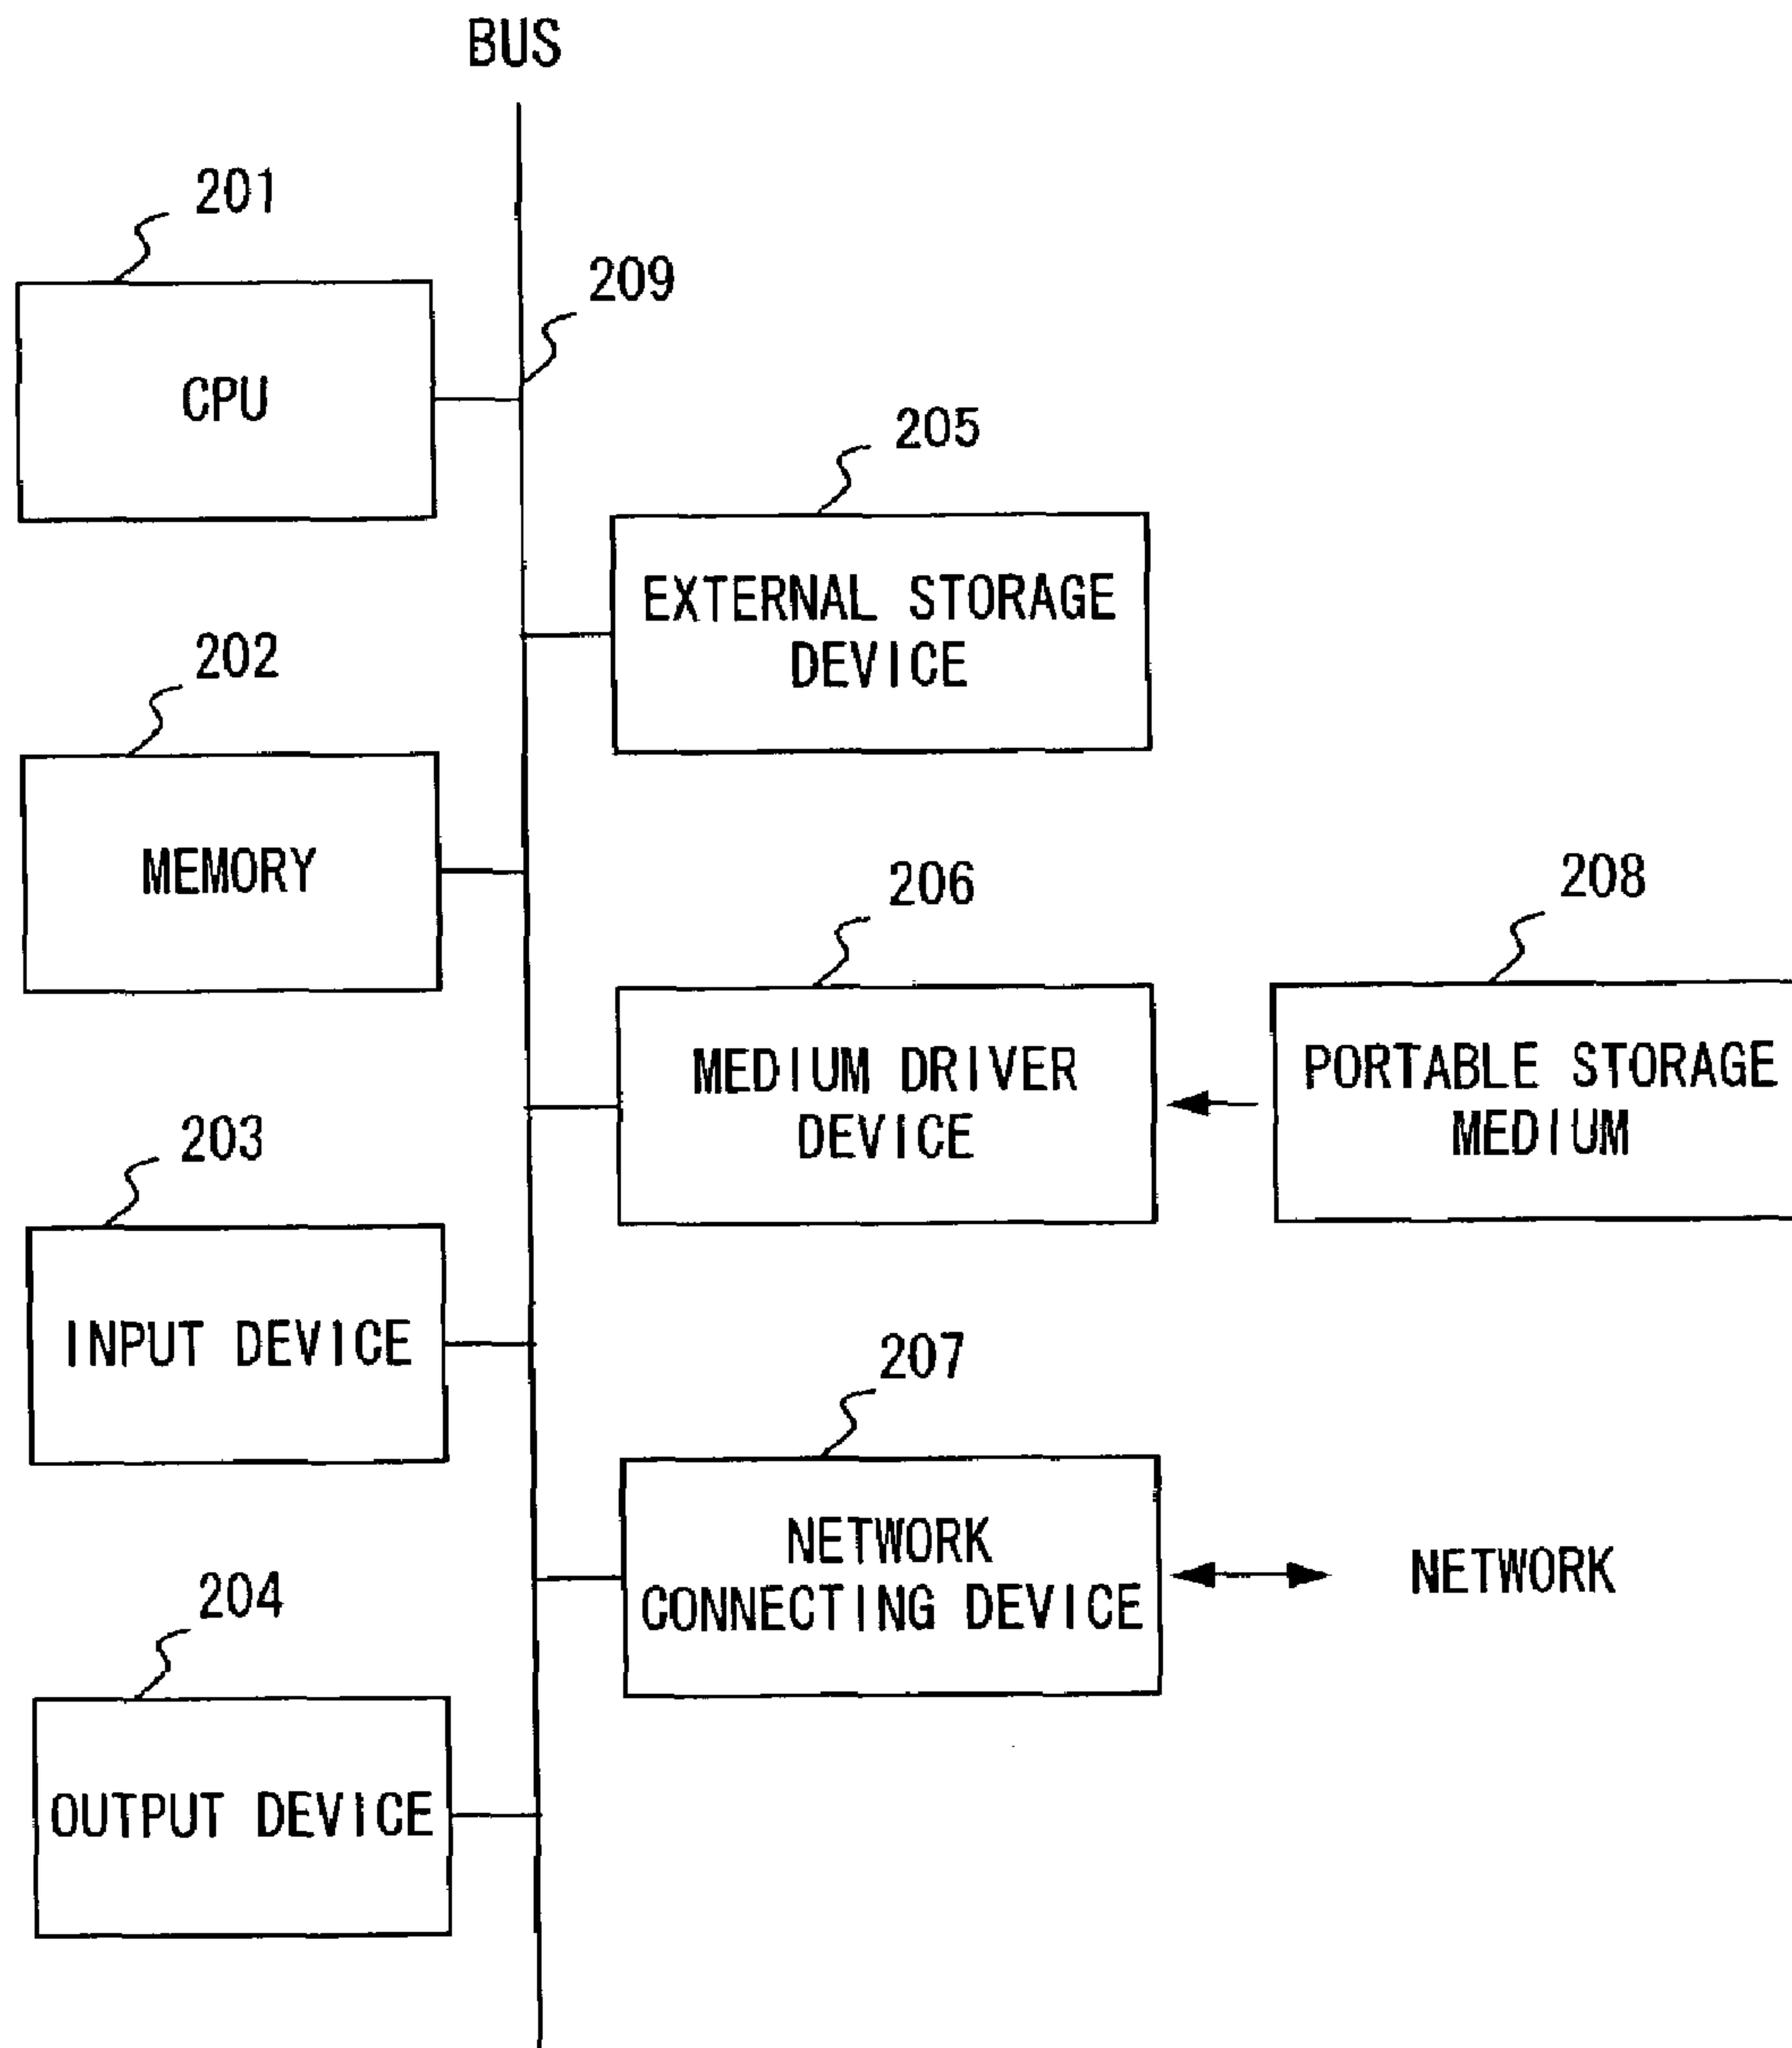 BUS
201
209
CPU
205
EXTERNAL STORAGE
DEVICE
202
MEMORY
206
208
MEDIUM DRIVER
DEVICE
PORTABLE STORAGE
MEDIUM
203
INPUT DEVICE
207
NETWORK
CONNECTING DEVICE
NETWORK
204
OUTPUT DEVICE